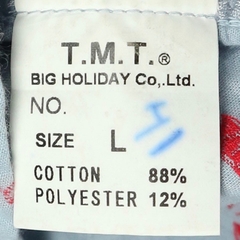 T.M.T.®
BIG HOLIDAY Co,.Ltd.
NO.
SIZE L
COTTON 88%
POLYESTER 12%